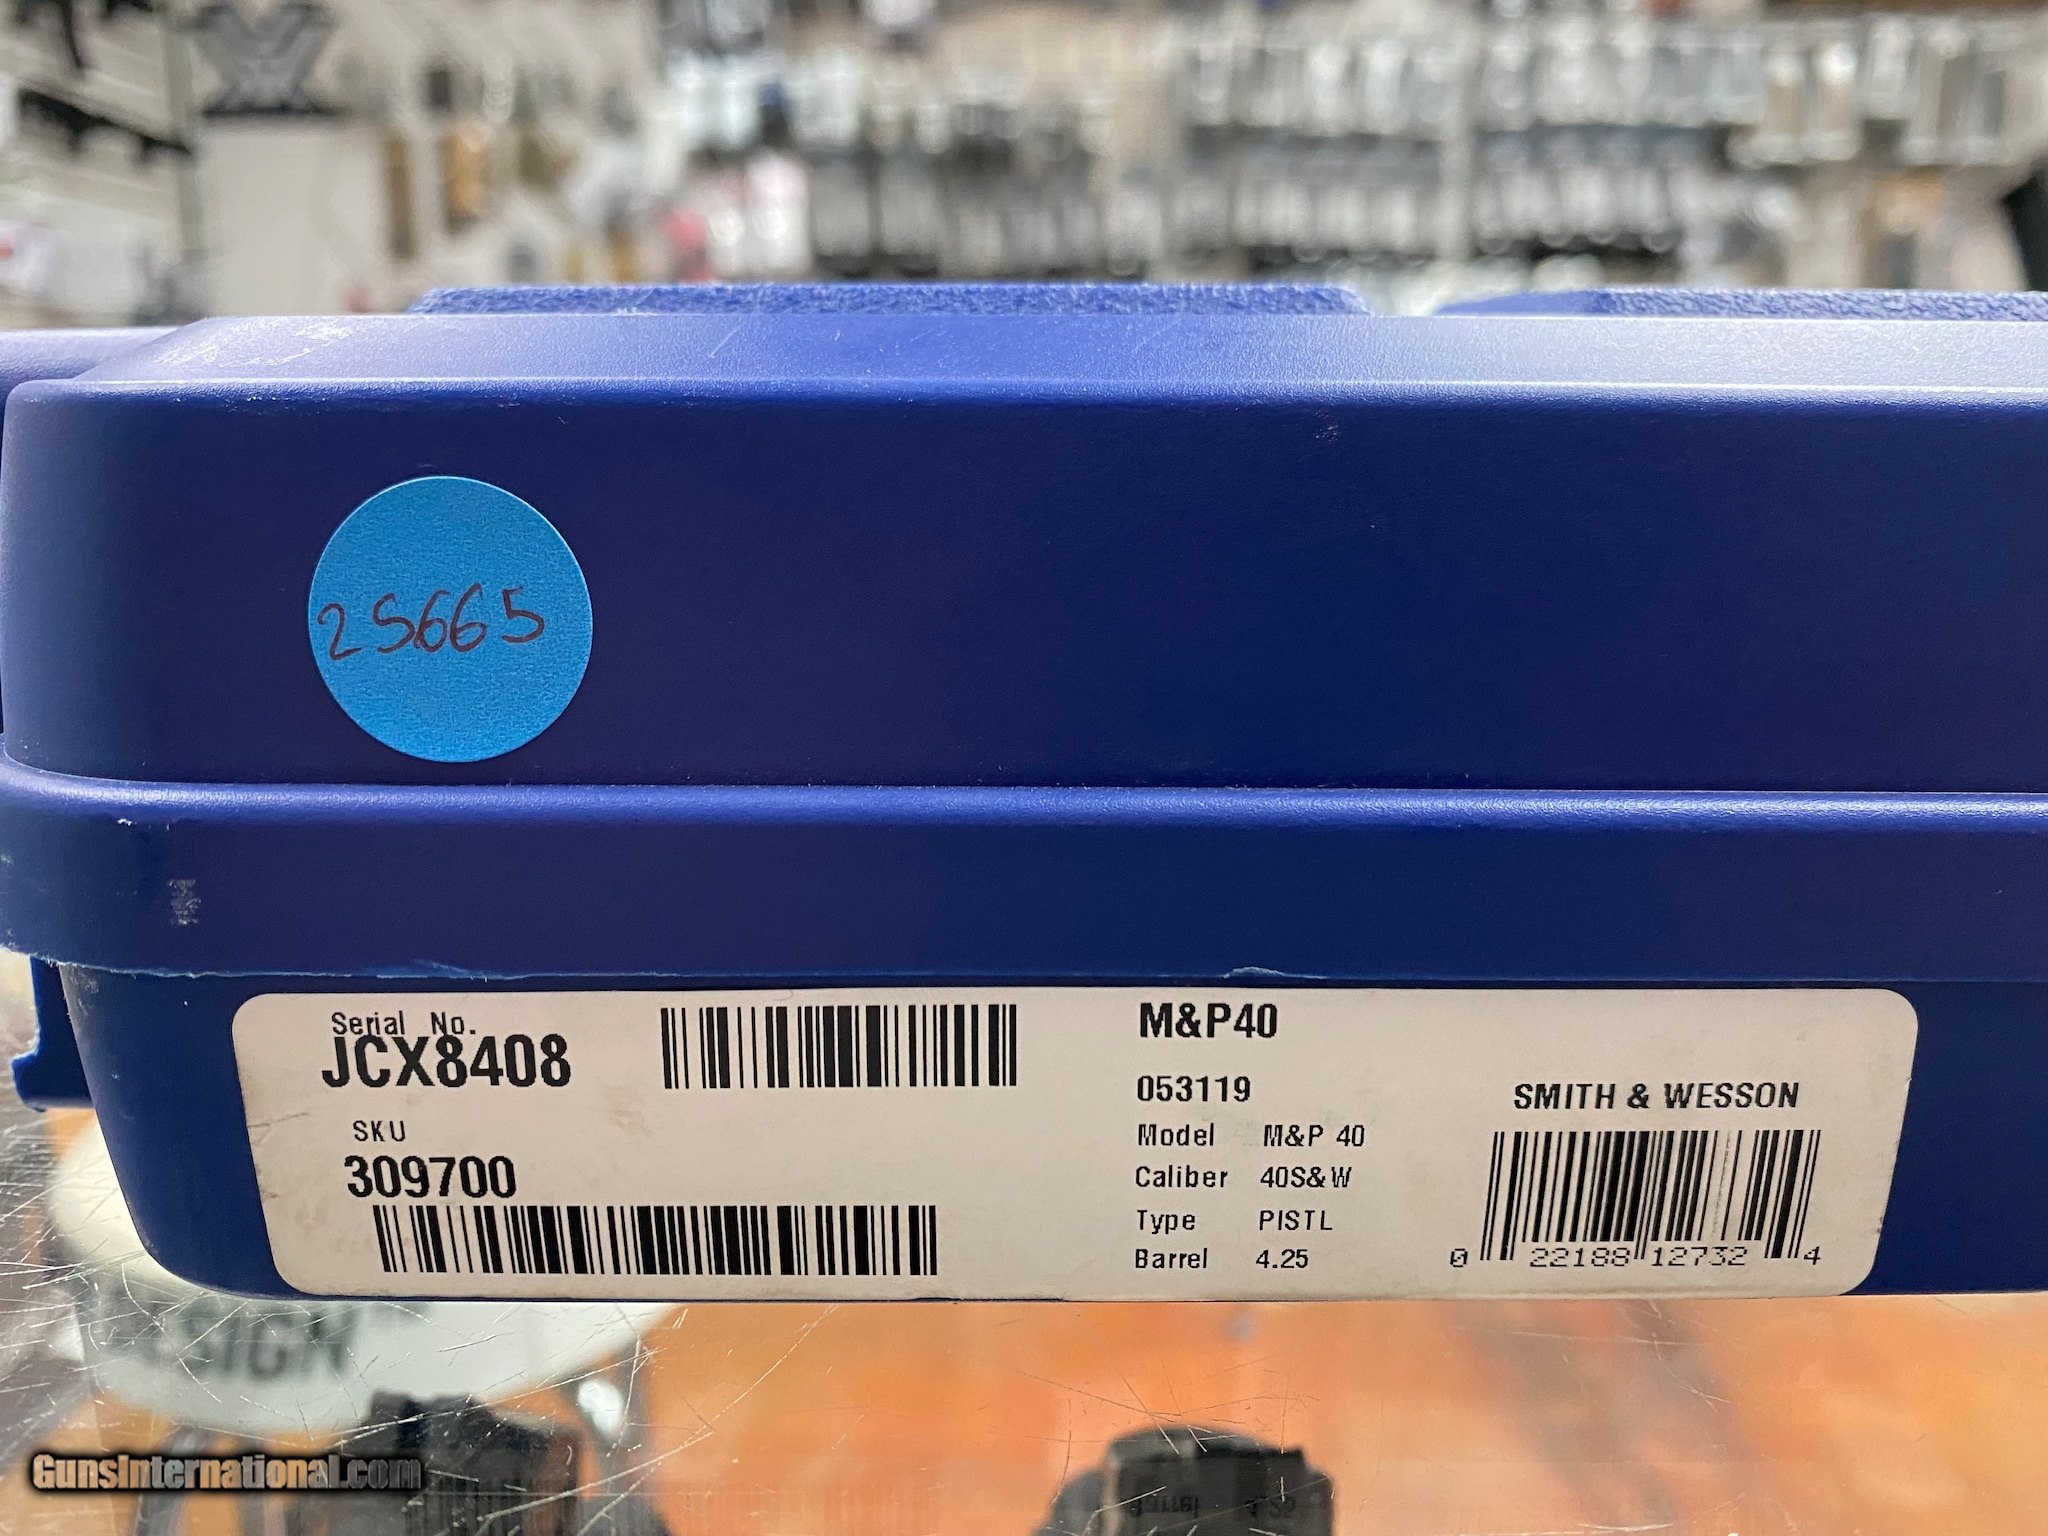 25665
Serial No.
JCX8408
SKU
309700
M&P40
053119
Model M&P 40
Caliber 40S&W
Type PISTL
Barrel 4.25
SMITH & WESSON
0 22188 12732 4
SIGN
GunsInternational.com